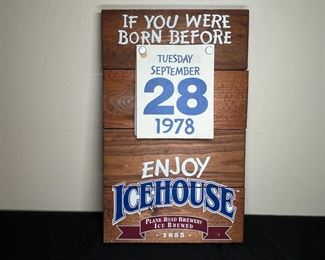 IF YOU WERE
BORN BEFORE
TUESDAY
SEPTEMBER
28
1978
ENJOY
ICEHOUSE
PLANK ROAD BREWERY
ICE BREWED
- 1855 -